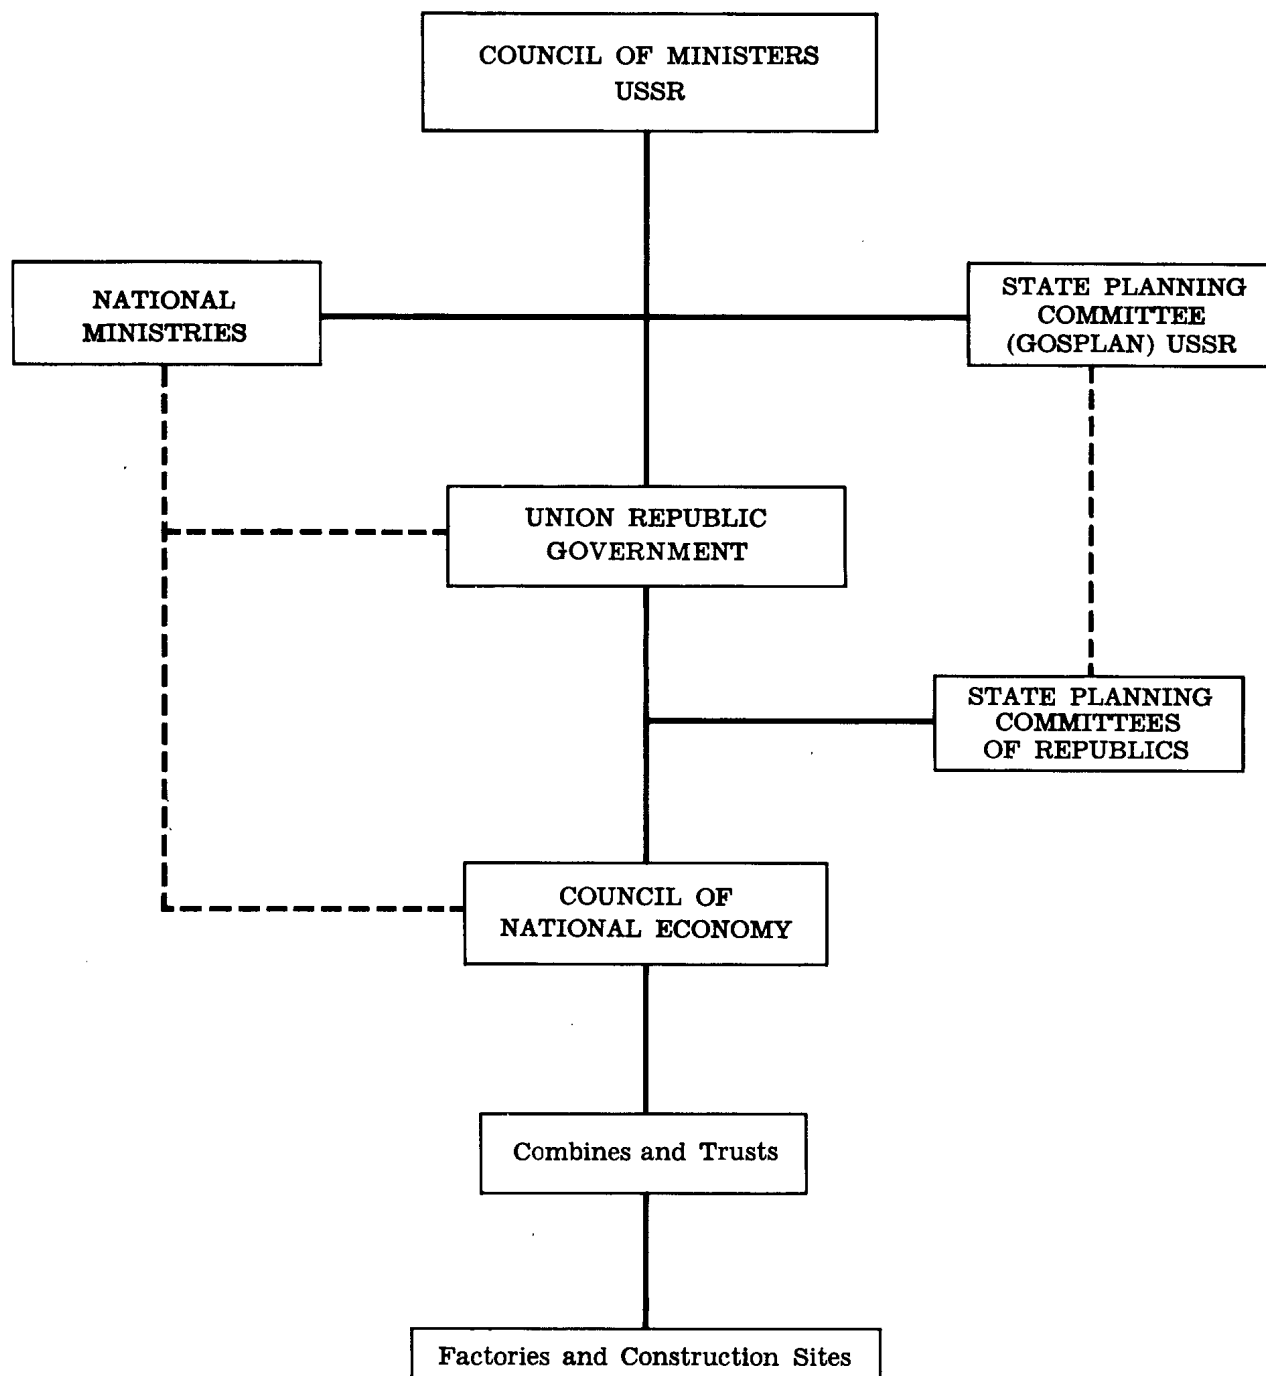 COUNCIL OF MINISTERS
USSR
NATIONAL
MINISTRIES
STATE PLANNING
COMMITTEE
(GOSPLAN) USSR
UNION REPUBLIC
GOVERNMENT
STATE PLANNING
COMMITTEES
OF REPUBLICS
COUNCIL OF
NATIONAL ECONOMY
Combines and Trusts
Factories and Construction Sites